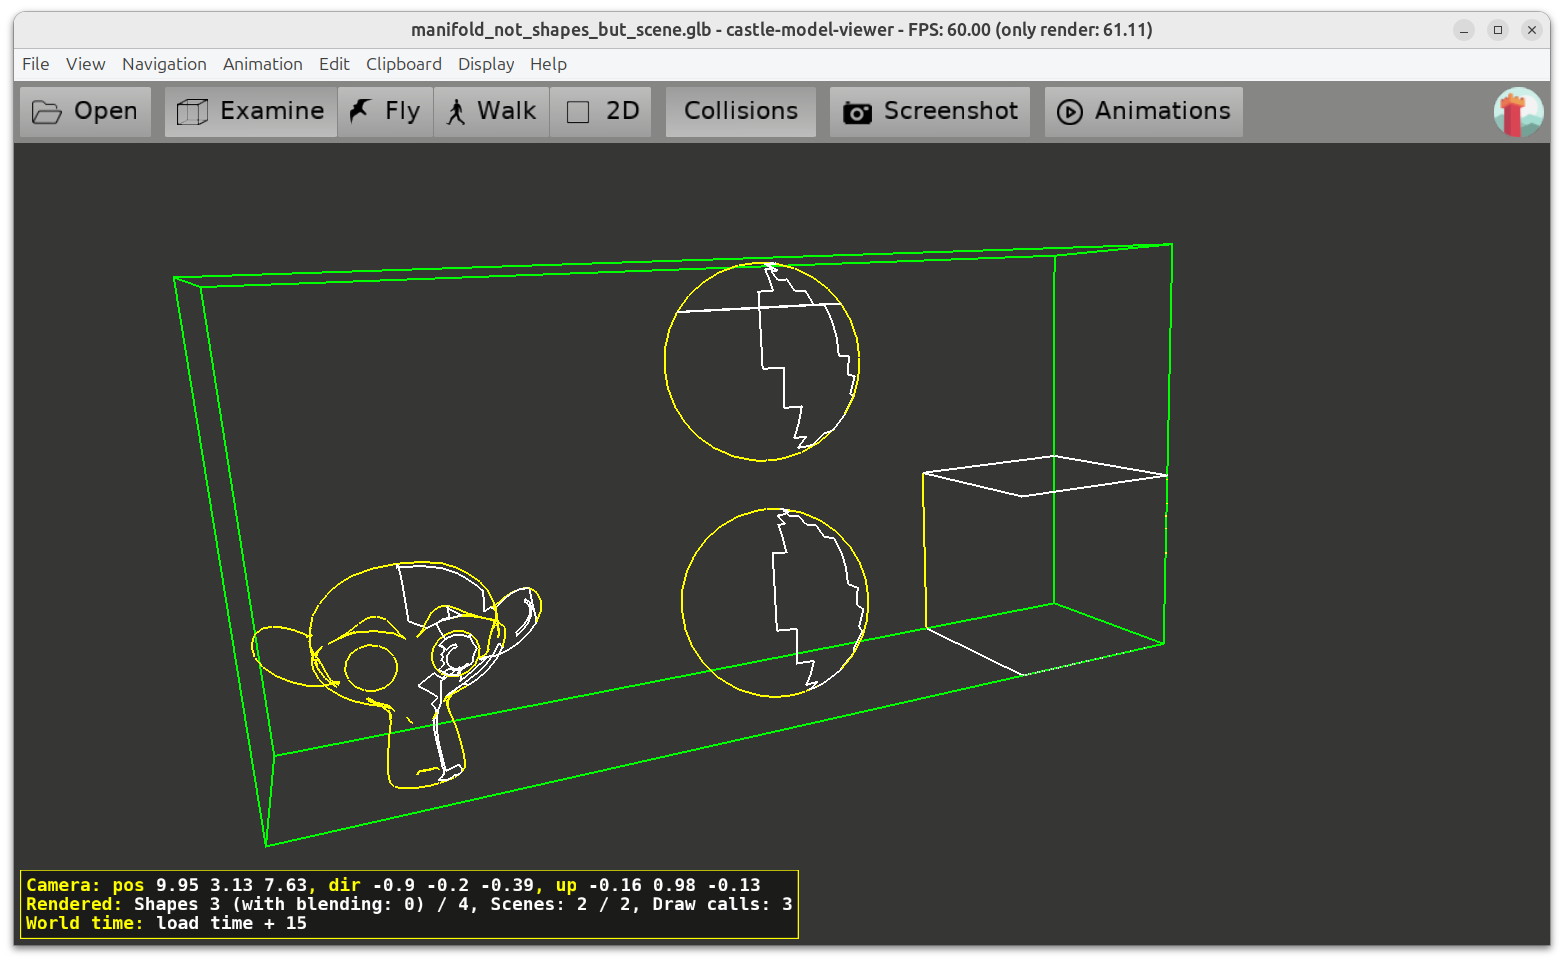 manifold_not_shapes_but_scene.glb - castle-model-viewer - FPS: 60.00 (only render: 61.11)
File View Navigation Animation Edit Clipboard Display Help
Open Examine Fly Walk 2D Collisions Screenshot Animations
Camera: pos 9.95 3.13 7.63, dir -0.9 -0.2 -0.39, up -0.16 0.98 -0.13
Rendered: Shapes 3 (with blending: 0) / 4, Scenes: 2 / 2, Draw calls: 3
World time: load time + 15